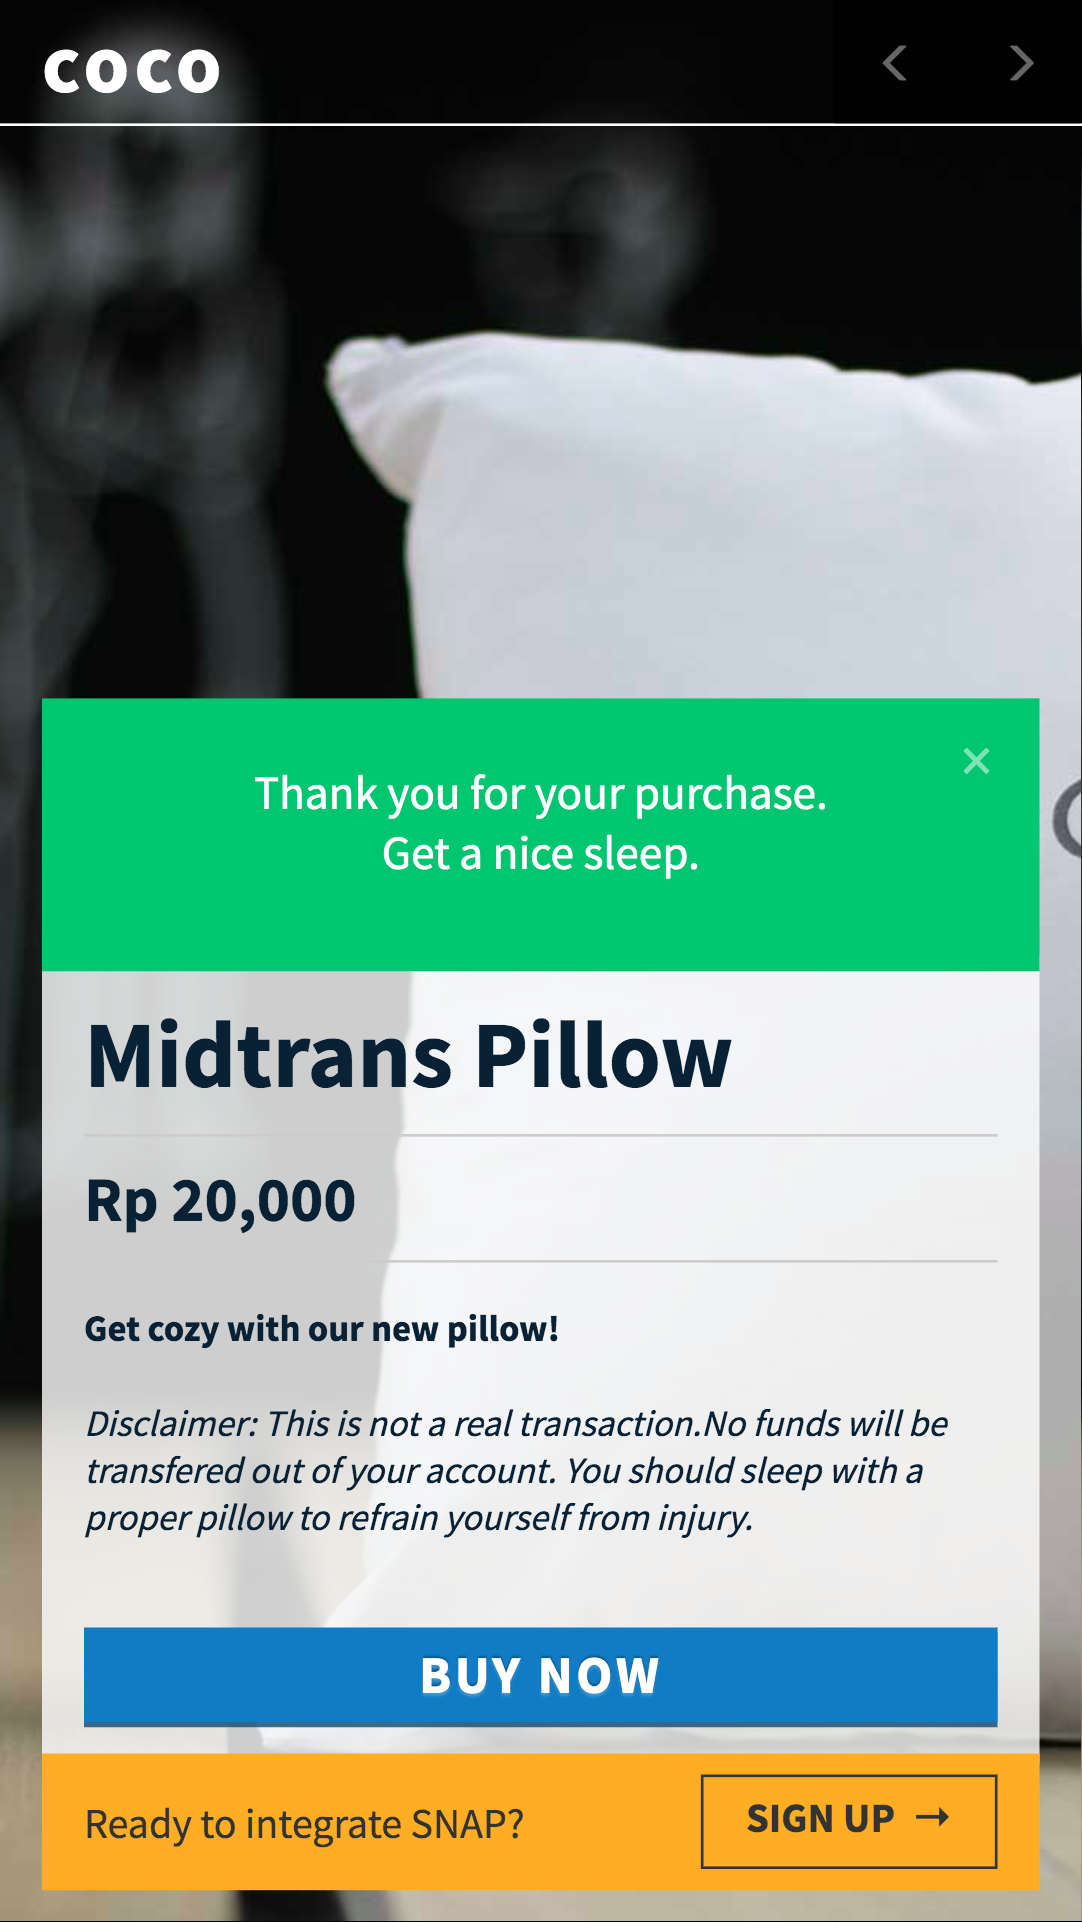 coco
Thank you for your purchase.
Get a nice sleep.
Midtrans Pillow
Rp 20,000
Get cozy with our new pillow!
Disclaimer: This is not a real transaction.No funds will be
transfered out of your account. You should sleep with a
proper pillow to refrain yourself from injury.
BUY NOW
Ready to integrate SNAP?
SIGN UP →